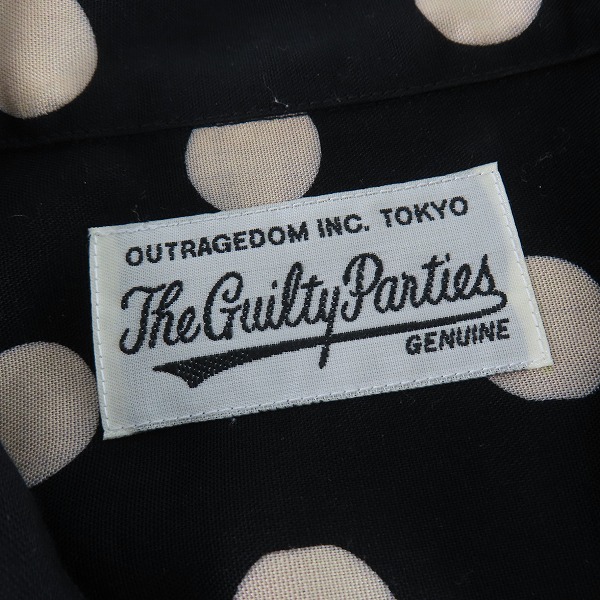 OUTRAGEDOM INC. TOKYO
The Guilty Parties
GENUINE